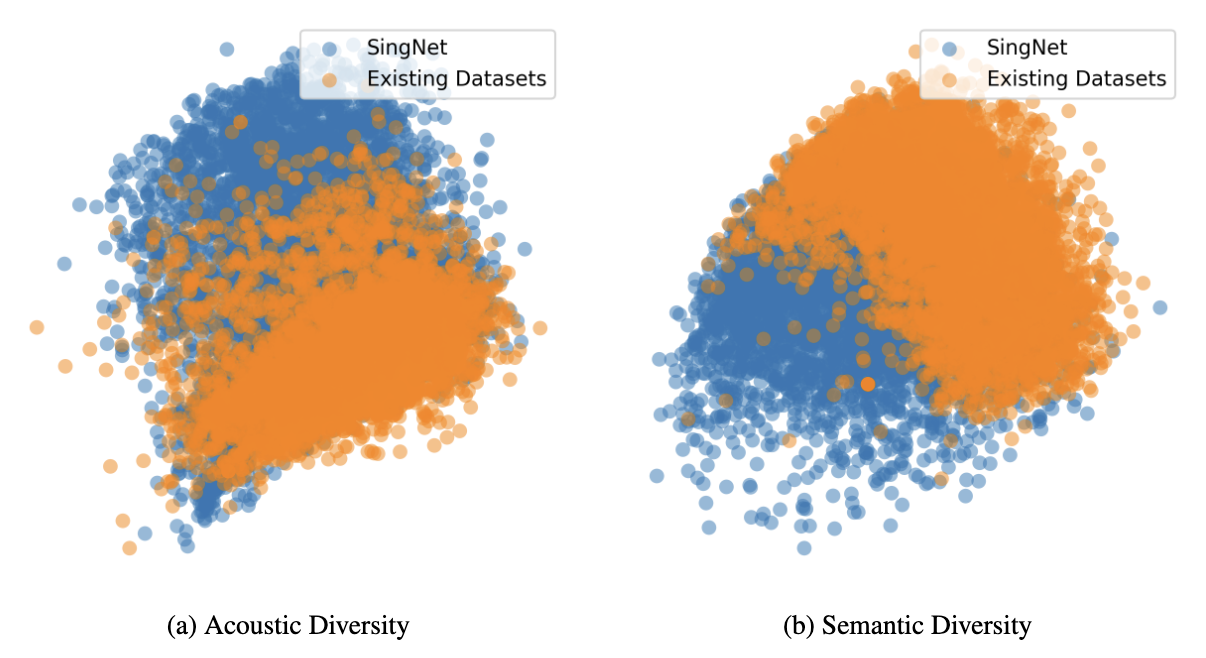 SingNet
Existing Datasets
SingNet
Existing Datasets
(a) Acoustic Diversity
(b) Semantic Diversity